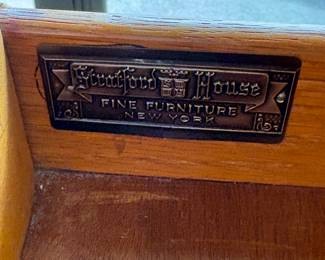 Stratford House
FINE FURNITURE
NEW YORK